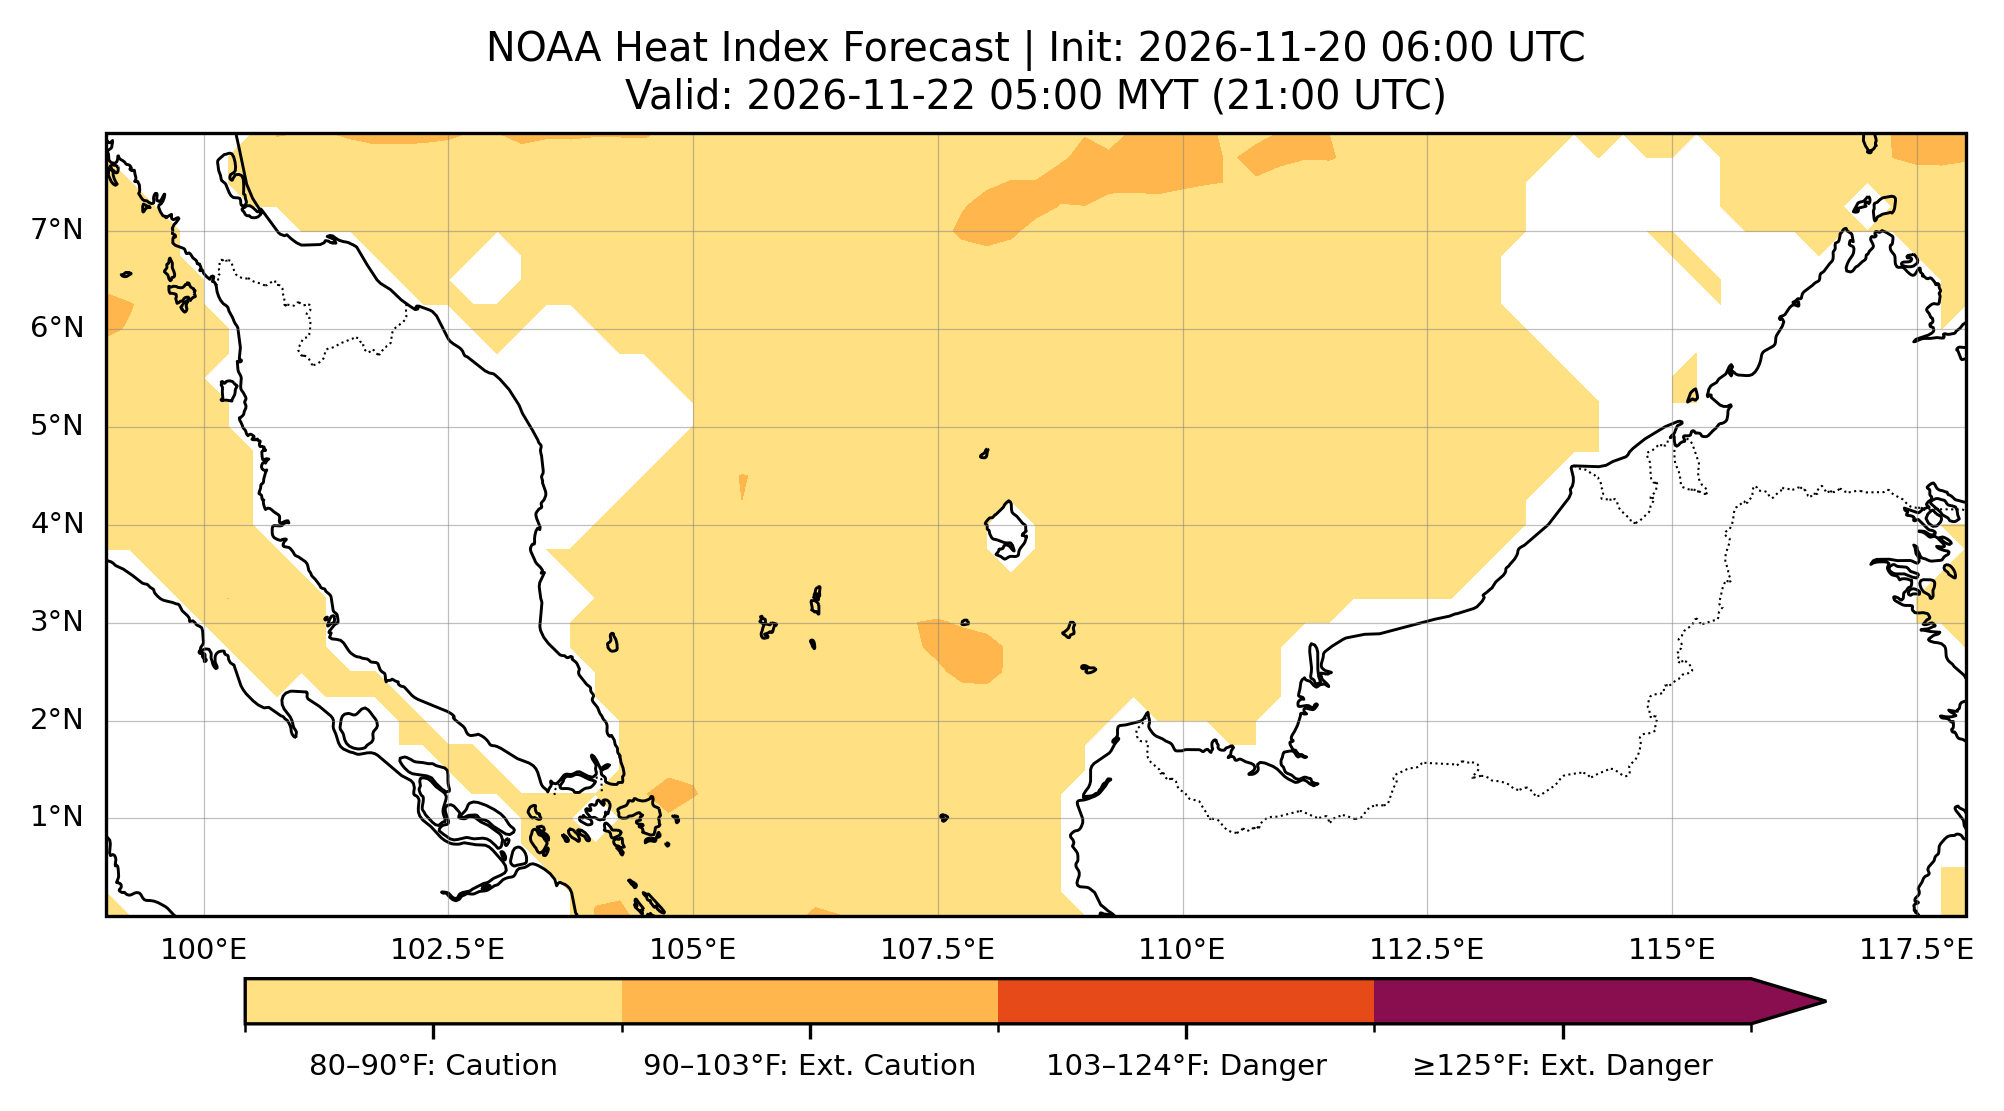 NOAA Heat Index Forecast | Init: 2026-11-20 06:00 UTC
Valid: 2026-11-22 05:00 MYT (21:00 UTC)
7°N
6°N
5°N
4°N
3°N
2°N
1°N
100°E 102.5°E 105°E 107.5°E 110°E 112.5°E 115°E 117.5°E
80–90°F: Caution 90–103°F: Ext. Caution 103–124°F: Danger ≥125°F: Ext. Danger